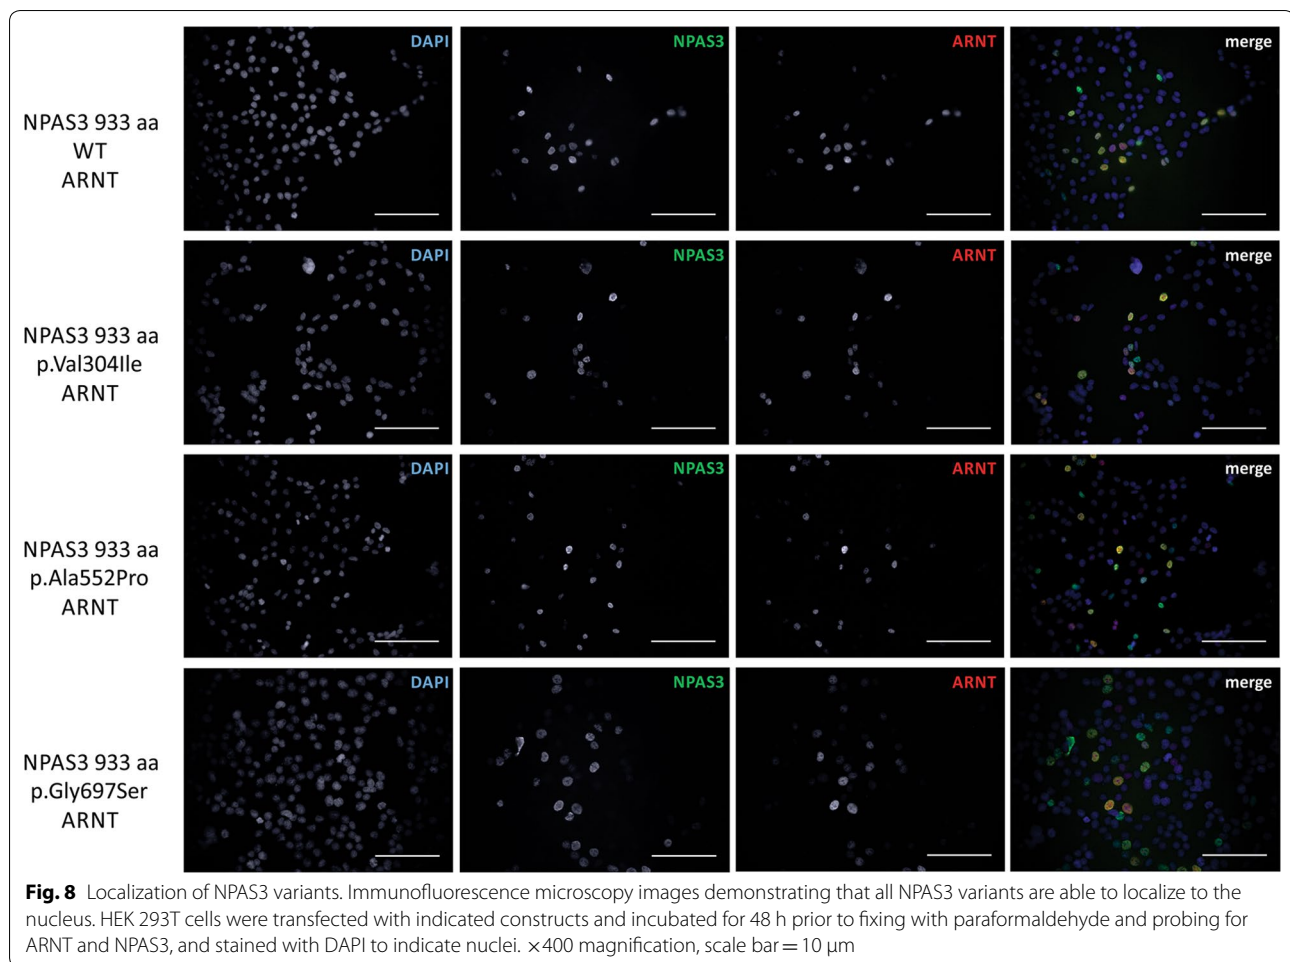 NPAS3 933 aa
WT
ARNT
DAPI
NPAS3
ARNT
merge
NPAS3 933 aa
p.Val304Ile
ARNT
DAPI
NPAS3
ARNT
merge
NPAS3 933 aa
p.Ala552Pro
ARNT
DAPI
NPAS3
ARNT
merge
NPAS3 933 aa
p.Gly697Ser
ARNT
DAPI
NPAS3
ARNT
merge
Fig. 8 Localization of NPAS3 variants. Immunofluorescence microscopy images demonstrating that all NPAS3 variants are able to localize to the
nucleus. HEK 293T cells were transfected with indicated constructs and incubated for 48 h prior to fixing with paraformaldehyde and probing for
ARNT and NPAS3, and stained with DAPI to indicate nuclei. ×400 magnification, scale bar = 10 μm